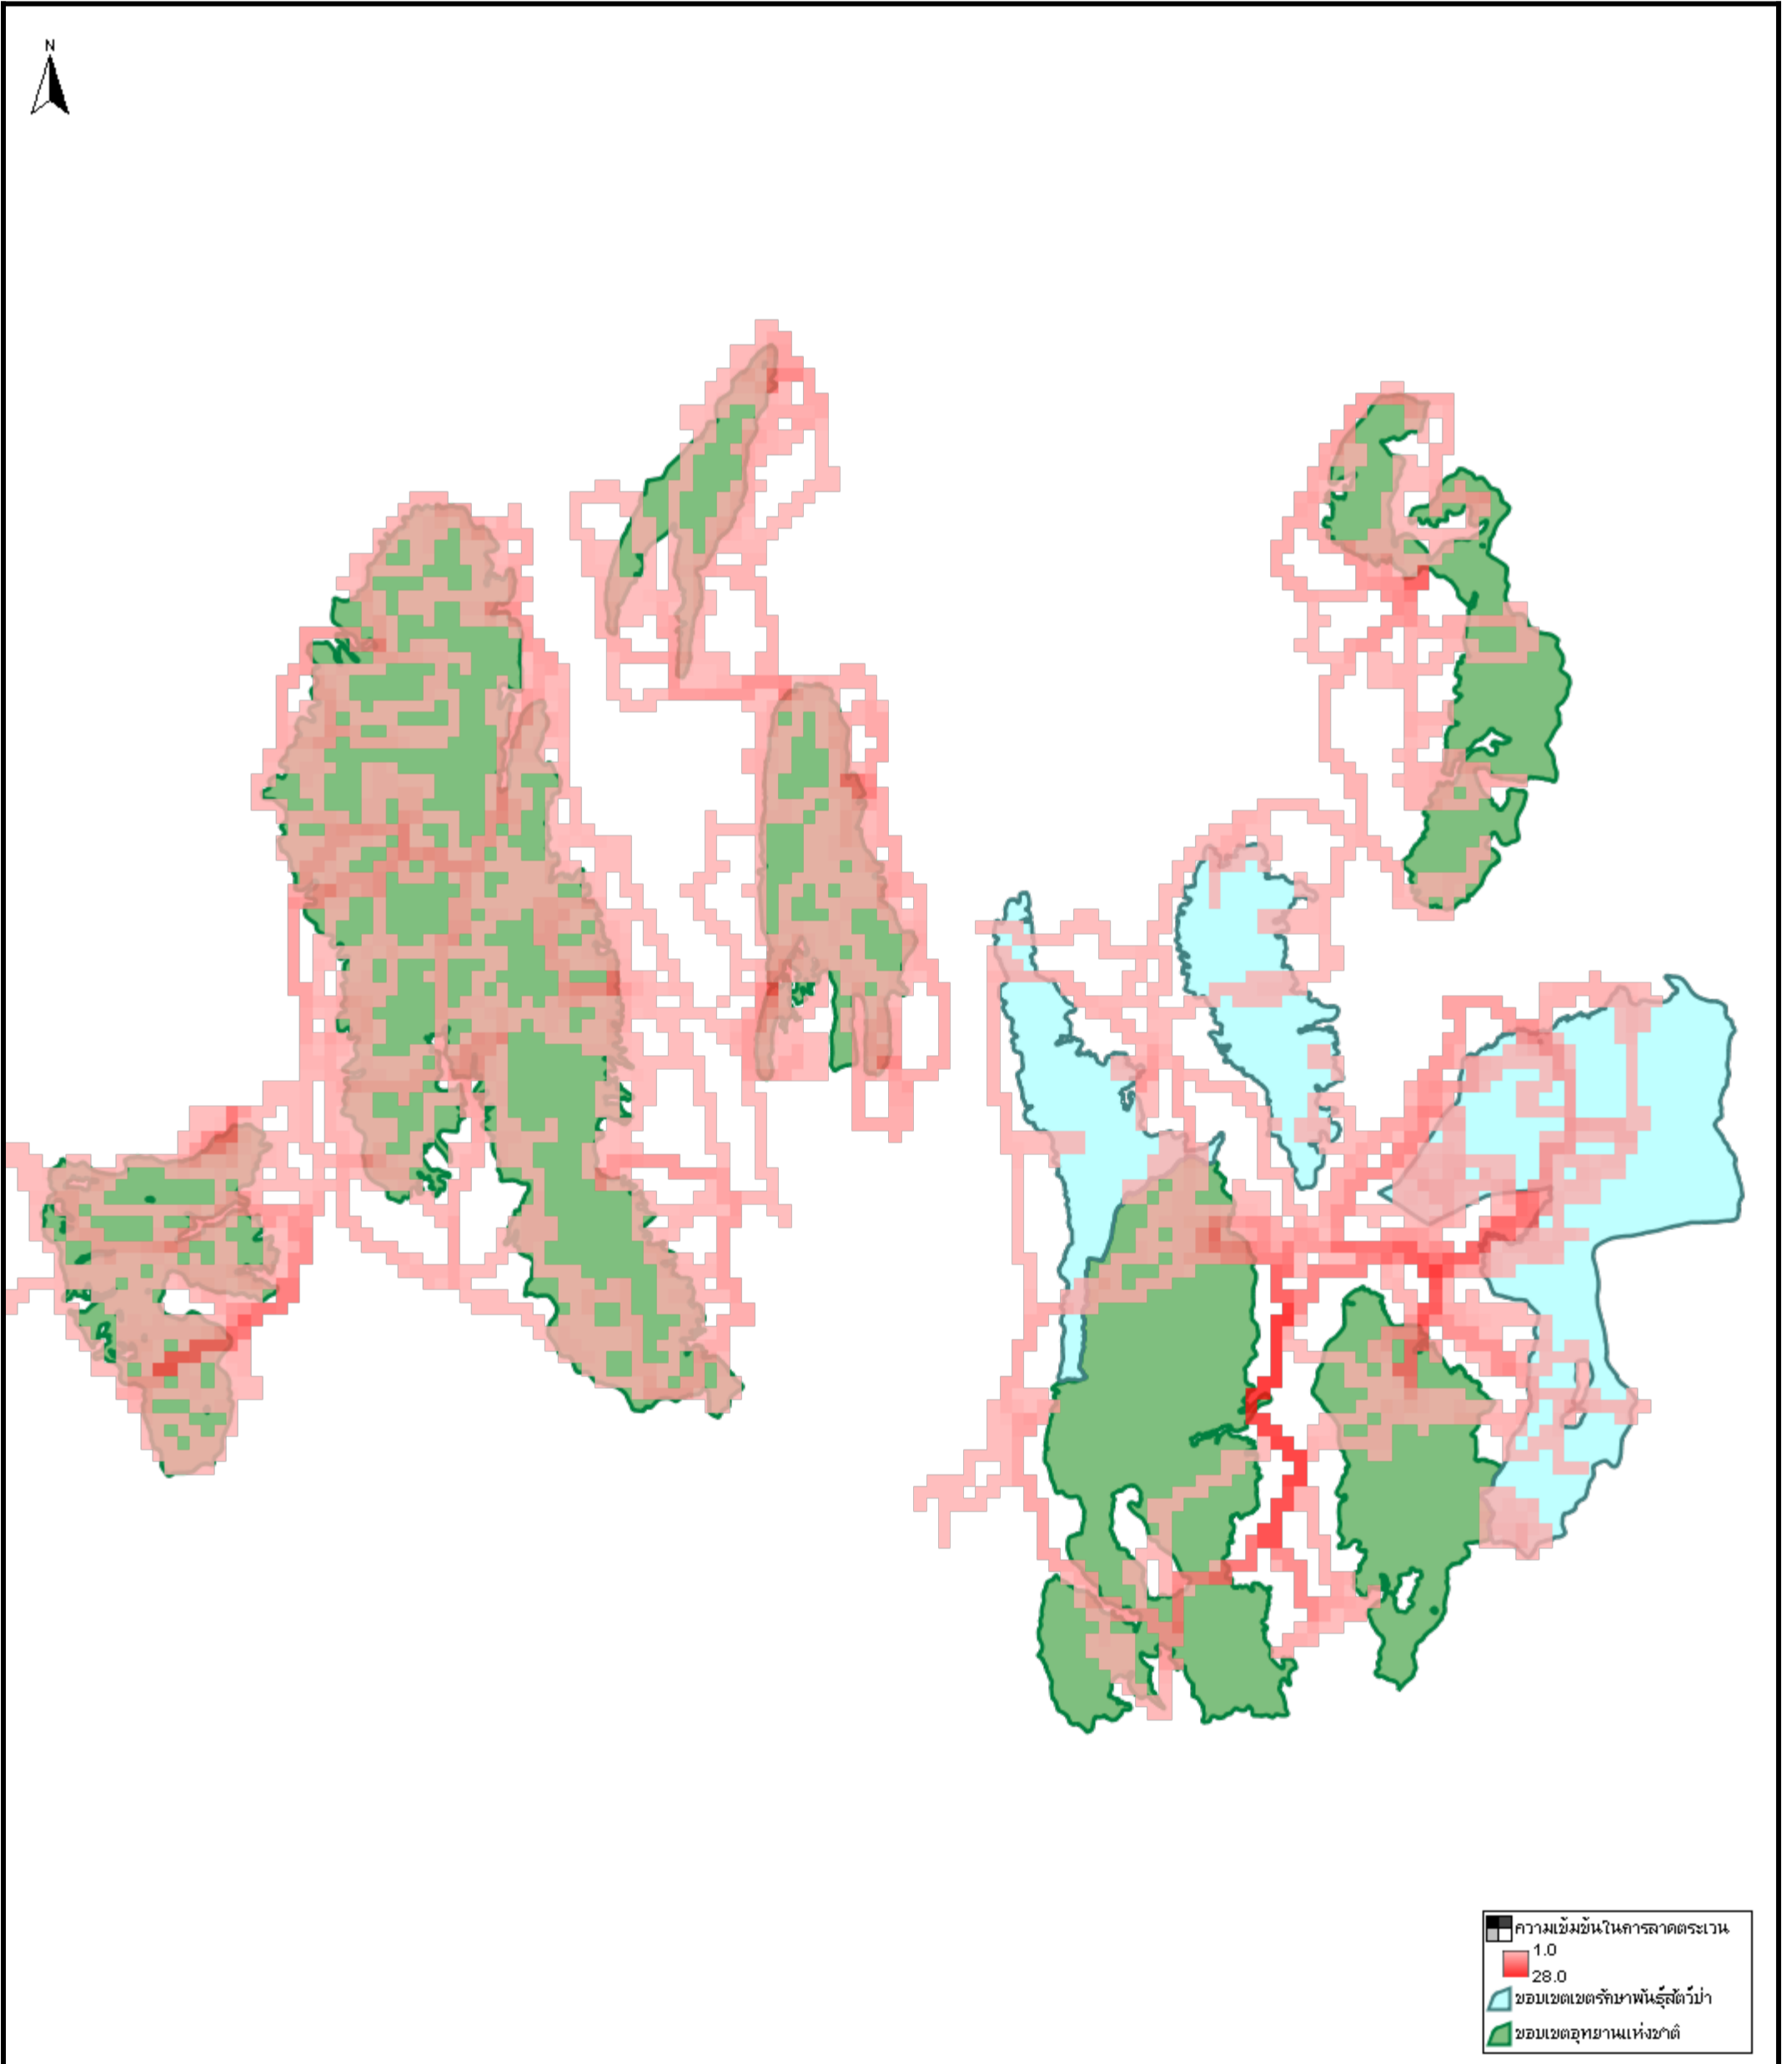 N
ความเข้มข้นในการลาดตระเวน
1.0
28.0
ขอบเขตเขตรักษาพันธุ์สัตว์ป่า
ขอบเขตอุทยานแห่งชาติ